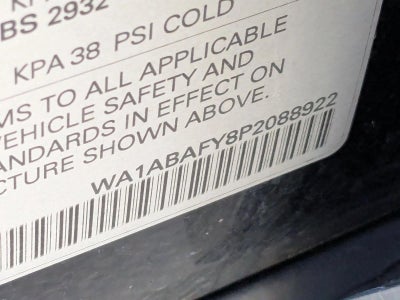 BS 2932
KPA 38 PSI COLD
MS TO ALL APPLICABLE
VEHICLE SAFETY AND
ANDARDS IN EFFECT ON
CTURE SHOWN ABOVE.
WA1ABAFY8P2088922